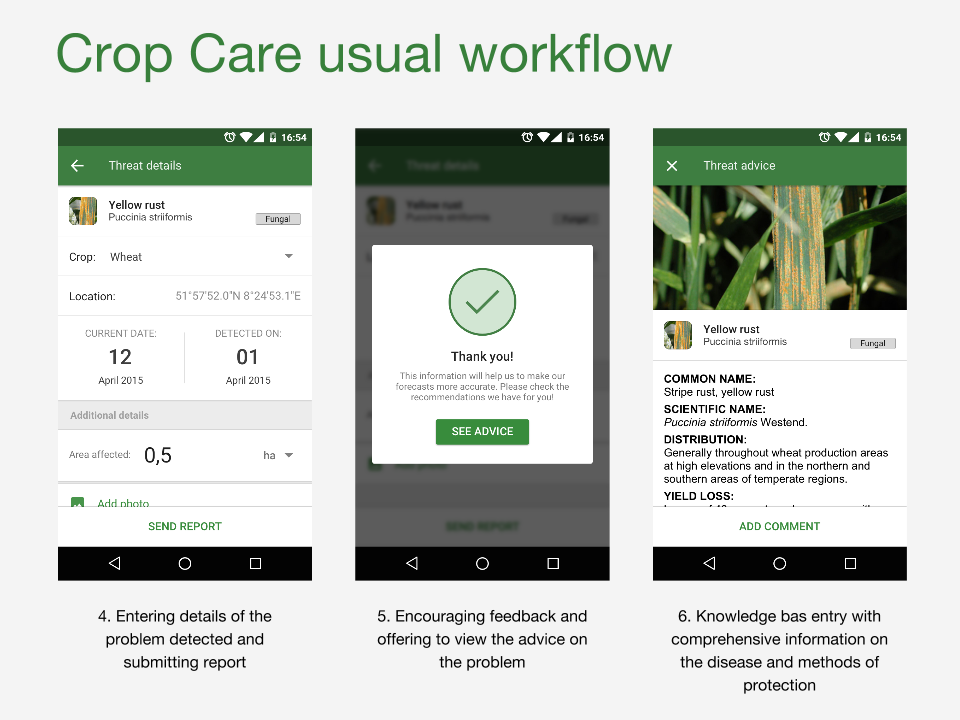 Crop Care usual workflow
16:54
Threat details
Yellow rust
Puccinia striiformis
Fungal
Crop: Wheat
Location: 51°57'52.0"N 8°24'53.1"E
CURRENT DATE: DETECTED ON:
12 01
April 2015 April 2015
Additional details
Area affected: 0,5 ha
Add photo
SEND REPORT
4. Entering details of the
problem detected and
submitting report
16:54
Threat details
Yellow rust
Puccinia striiformis
Fungal
Thank you!
This information will help us to make our
forecasts more accurate. Please check the
recommendations we have for you!
SEE ADVICE
Add photo
SEND REPORT
5. Encouraging feedback and
offering to view the advice on
the problem
16:54
Threat advice
Yellow rust
Puccinia striiformis
Fungal
COMMON NAME:
Stripe rust, yellow rust
SCIENTIFIC NAME:
Puccinia striiformis Westend.
DISTRIBUTION:
Generally throughout wheat production areas
at high elevations and in the northern and
southern areas of temperate regions.
YIELD LOSS:
ADD COMMENT
6. Knowledge bas entry with
comprehensive information on
the disease and methods of
protection